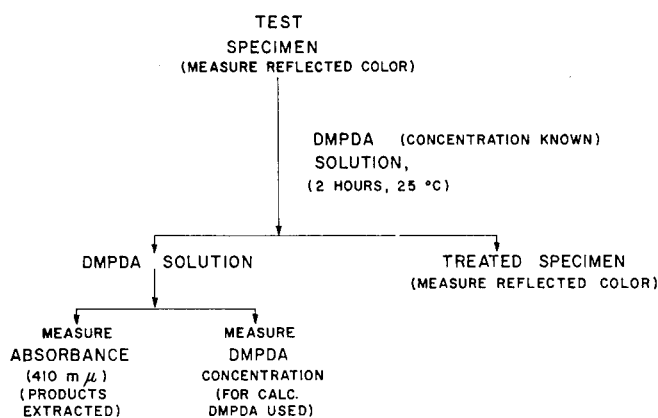 TEST
SPECIMEN
(MEASURE REFLECTED COLOR)
DMPDA (CONCENTRATION KNOWN)
SOLUTION,
(2 HOURS, 25 °C)
DMPDA SOLUTION
TREATED SPECIMEN
(MEASURE REFLECTED COLOR)
MEASURE
ABSORBANCE
(410 mμ)
(PRODUCTS
EXTRACTED)
MEASURE
DMPDA
CONCENTRATION
(FOR CALC.
DMPDA USED)